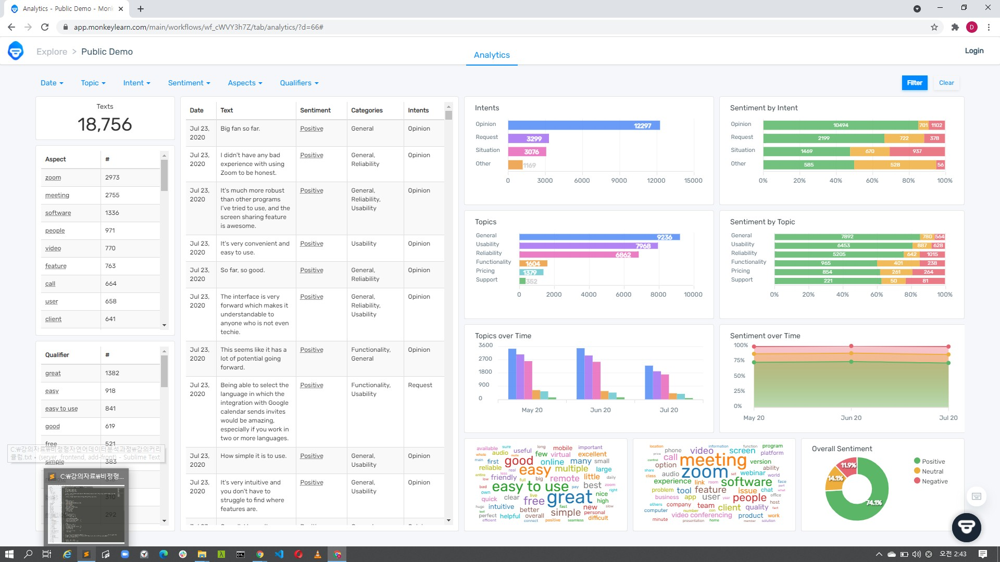 Analytics - Public Demo - Monk
app.monkeylearn.com/main/workflows/wf_cWVY3h7Z/tab/analytics/?d=66#
D
Explore > Public Demo
Analytics
Login
Date Topic Intent Sentiment Aspects Qualifiers
Filter Clear
Texts
18,756
Aspect #
zoom 2973
meeting 2755
software 1336
people 971
video 770
feature 763
call 664
user 658
client 641
Qualifier #
great 1382
easy 918
easy to use 841
good 619
free 521
simple 383
310
292
C:\강의자료\비정형자연어데이터분석과정\강의커리
큘럼.txt • (server_frontend, add-front) - Sublime Text
C:\강의자료\비정형...
Date Text Sentiment Categories Intents
Jul 23, 2020 Big fan so far. Positive General Opinion
Jul 23, 2020 I didn't have any bad experience with using Zoom to be honest. Positive General, Reliability Opinion
Jul 23, 2020 It's much more robust than other programs I've tried to use, and the screen sharing feature is awesome. Positive General, Reliability, Usability Opinion
Jul 23, 2020 It's very convenient and easy to use. Positive Usability Opinion
Jul 23, 2020 So far, so good. Positive General, Reliability Opinion
Jul 23, 2020 The interface is very forward which makes it understandable to anyone who is not even techie. Positive General, Reliability, Usability Opinion
Jul 23, 2020 This seems like it has a lot of potential going forward. Positive Functionality, General Opinion
Jul 23, 2020 Being able to select the language in which the integration with Google calendar sends invites would be amazing, especially if you work in two or more languages. Positive Functionality, Usability Request
Jul 23, 2020 How simple it is to use. Positive General, Usability Opinion
Jul 23, 2020 It's very intuitive and you don't have to struggle to find where features are. Positive General, Usability Opinion
Intents
Opinion 12297
Request 3299
Situation 3076
Other 1169
0 3000 6000 9000 12000 15000
Sentiment by Intent
Opinion 10494 701 1102
Request 2199 722 378
Situation 1469 670 937
Other 585 528 56
0% 20% 40% 60% 80% 100%
Topics
General 9236
Usability 7968
Reliability 6862
Functionality 1604
Pricing 1379
Support 352
0 2000 4000 6000 8000 10000
Sentiment by Topic
General 7892 780 564
Usability 6453 887 628
Reliability 5205 642 1015
Functionality 965 401 238
Pricing 854 261 264
Support 221 50 81
0% 20% 40% 60% 80% 100%
Topics over Time
3600
2700
1800
900
0
May 20 Jun 20 Jul 20
Sentiment over Time
100%
75%
50%
25%
0%
May 20 Jun 20 Jul 20
available sure useful long mobile important
whole audio mute few virtual excellent
main first good online many small
reliable easy multiple large
entire less real
low friendly full big remote little daily
bad easy to use pay best zoom
own live nice right
quick clear free great high
huge intuitive fast new slow
last better simple personal
perfect helpful overall difficult
efficient connect positive seamless
location phone video information screen function program
price call meeting platform
control option zoom version
share ability
class audio set webinar world
experience link room software face
part
problem tool feature issue chat what
business app user year people office
others company team client quality host
computer number con fact
video conferencing product work
minute presentation home member solution
Overall Sentiment
11.9%
14.1%
74.1%
Positive
Neutral
Negative
오전 2:43